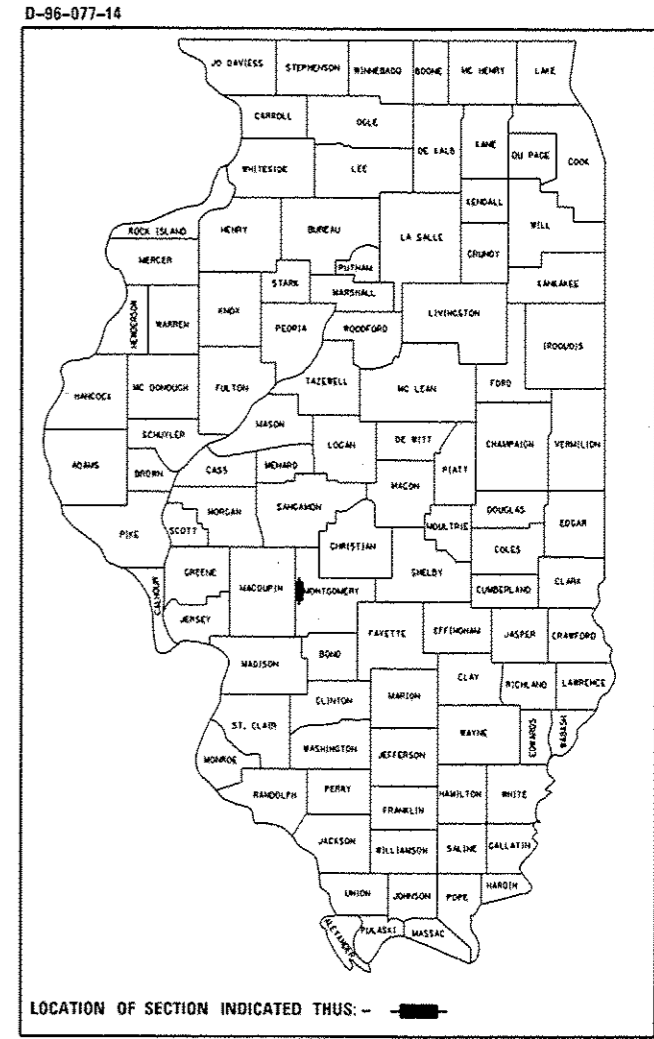 D-96-077-14
JO DAVIESS STEPHENSON WINNEBAGO BOONE MC HENRY LAKE
CARROLL OGLE DE KALB KANE DU PAGE COOK
WHITESIDE LEE KENDALL WILL
ROCK ISLAND HENRY BUREAU LA SALLE GRUNDY
MERCER PUTNAM KANKAKEE
STARK MARSHALL
HENDERSON WARREN KNOX PEORIA WOODFORD LIVINGSTON IROQUOIS
HANCOCK MC DONOUGH FULTON TAZEWELL MC LEAN FORD
SCHUYLER MASON LOGAN DE WITT CHAMPAIGN VERMILION
ADAMS BROWN CASS MENARD PIATT
MACON
PIKE SCOTT MORGAN SANGAMON MOULTRIE DOUGLAS EDGAR
CHRISTIAN COLES
GREENE MACOUPIN MONTGOMERY SHELBY CUMBERLAND CLARK
CALHOUN JERSEY
FAYETTE EFFINGHAM JASPER CRAWFORD
MADISON BOND
CLAY RICHLAND LAWRENCE
CLINTON MARION
ST. CLAIR WAYNE EDWARDS WABASH
MONROE WASHINGTON JEFFERSON
RANDOLPH PERRY HAMILTON WHITE
FRANKLIN
JACKSON WILLIAMSON SALINE GALLATIN
UNION JOHNSON POPE HARDIN
ALEXANDER PULASKI MASSAC
LOCATION OF SECTION INDICATED THUS: -